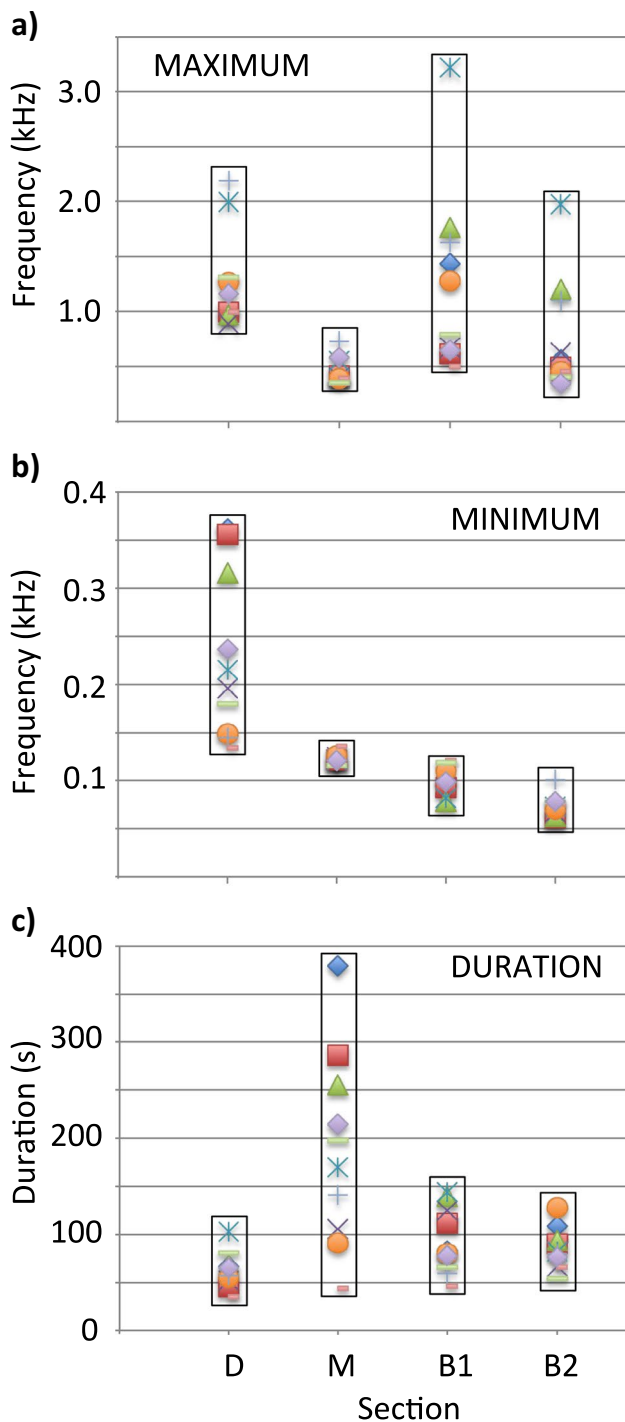 a)
MAXIMUM
Frequency (kHz)
3.0
2.0
1.0
b)
MINIMUM
Frequency (kHz)
0.4
0.3
0.2
0.1
c)
DURATION
Duration (s)
400
300
200
100
0
D M B1 B2
Section